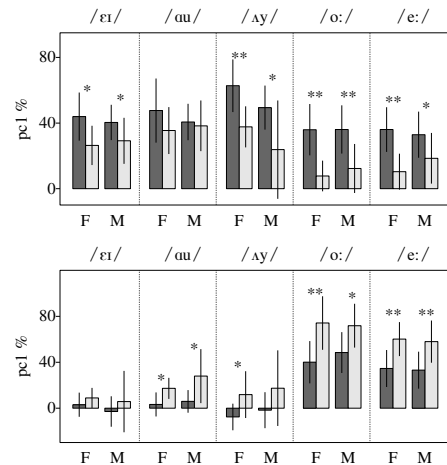 /ɛɪ/ /ɑu/ /ʌy/ /oː/ /eː/
80
40
0
pc1 %
* * ** * ** ** ** *
F M F M F M F M F M
/ɛɪ/ /ɑu/ /ʌy/ /oː/ /eː/
80
40
0
pc1 %
* * * ** * ** **
F M F M F M F M F M